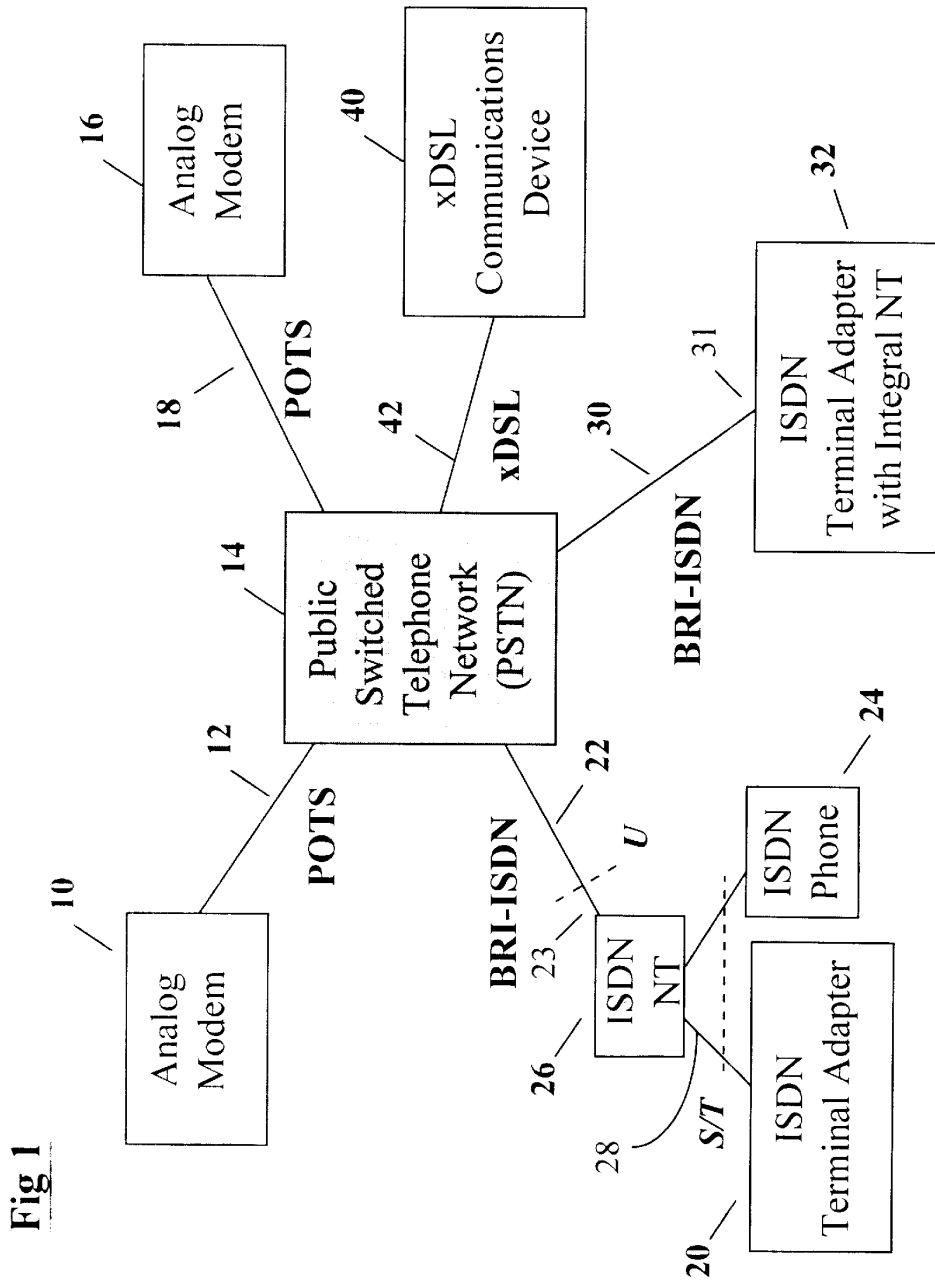 Fig 1
10
Analog
Modem
12
POTS
14
Public
Switched
Telephone
Network
(PSTN)
16
Analog
Modem
18
POTS
40
xDSL
Communications
Device
42
xDSL
BRI-ISDN
22
23
U
26
ISDN
NT
28
S/T
20
ISDN
Terminal Adapter
24
ISDN
Phone
BRI-ISDN
30
31
32
ISDN
Terminal Adapter
with Integral NT